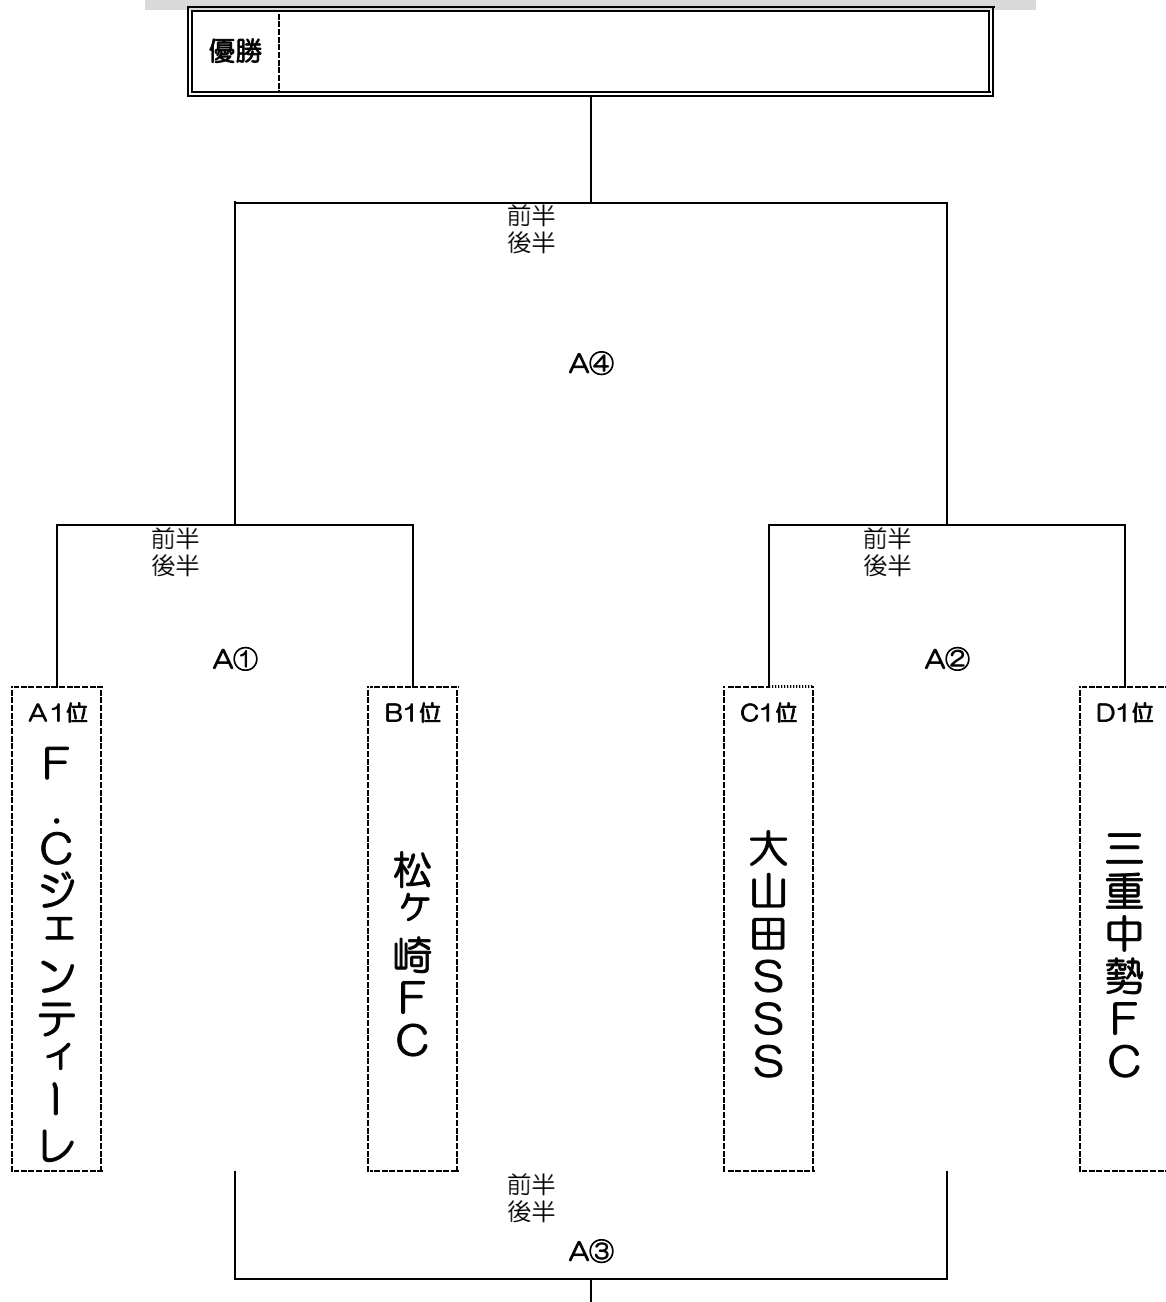 優勝
前半
後半
A④
前半
後半
前半
後半
A①
A②
A1位
B1位
C1位
D1位
F.Cジェンティーレ
松ヶ崎FC
大山田SSS
三重中勢FC
前半
後半
A③